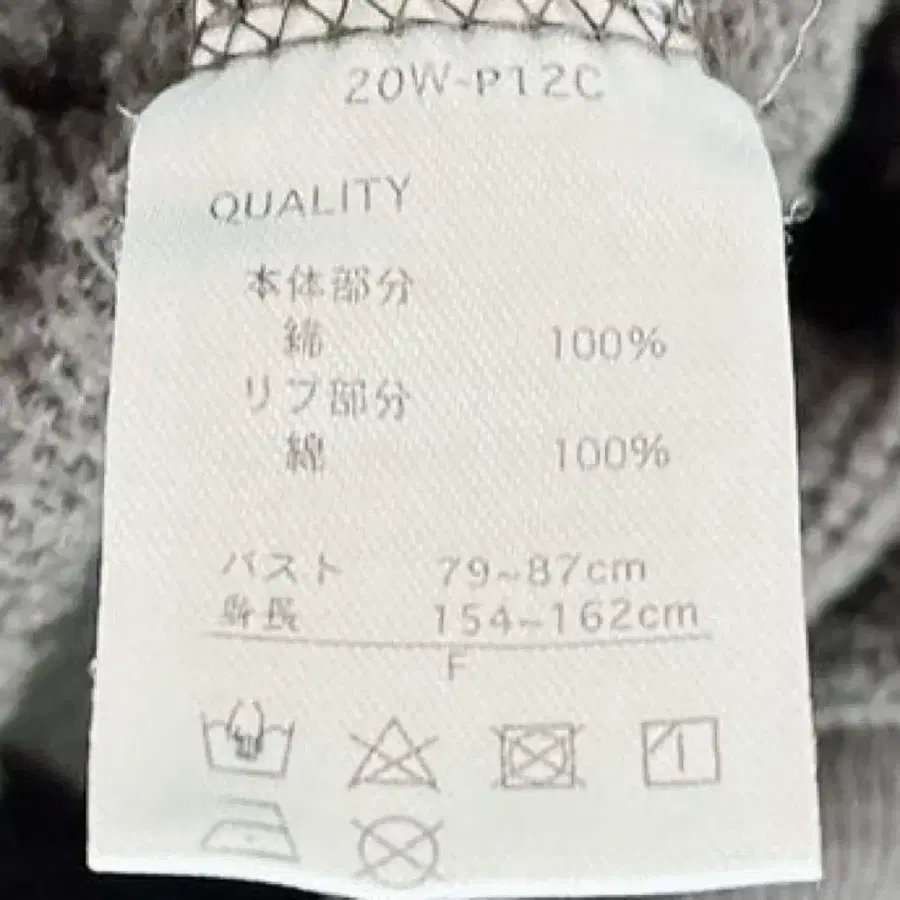 20W-P12C
QUALITY
本体部分
綿 100%
リブ部分
綿 100%
バスト 79~87cm
身長 154~162cm
F